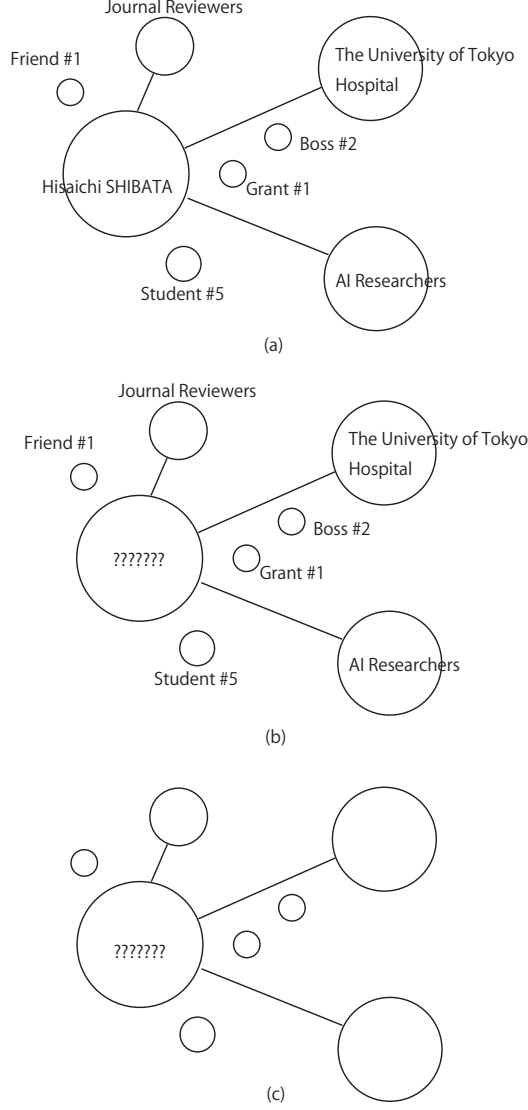 Journal Reviewers
Friend #1
The University of Tokyo
Hospital
Boss #2
Hisaichi SHIBATA
Grant #1
Student #5
AI Researchers
(a)
Journal Reviewers
Friend #1
The University of Tokyo
Hospital
Boss #2
???????
Grant #1
Student #5
AI Researchers
(b)
???????
(c)